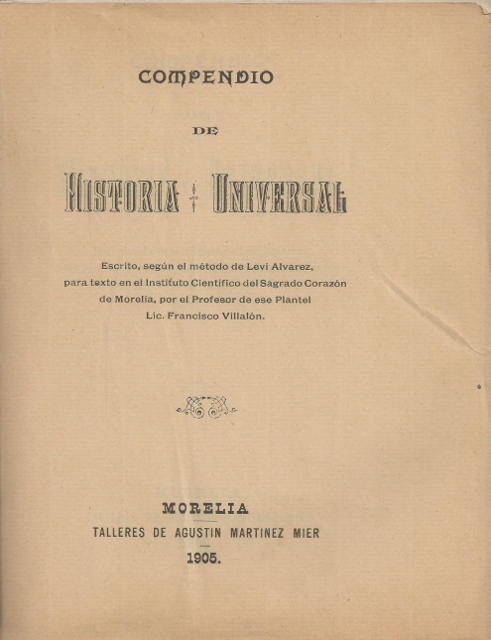 COMPENDIO
DE
HISTORIA UNIVERSAL
Escrito, según el método de Levi Alvarez,
para texto en el Instituto Científico del Sagrado Corazón
de Morelia, por el Profesor de ese Plantel
Lic. Francisco Villalón.
MORELIA
TALLERES DE AGUSTIN MARTINEZ MIER
1905.